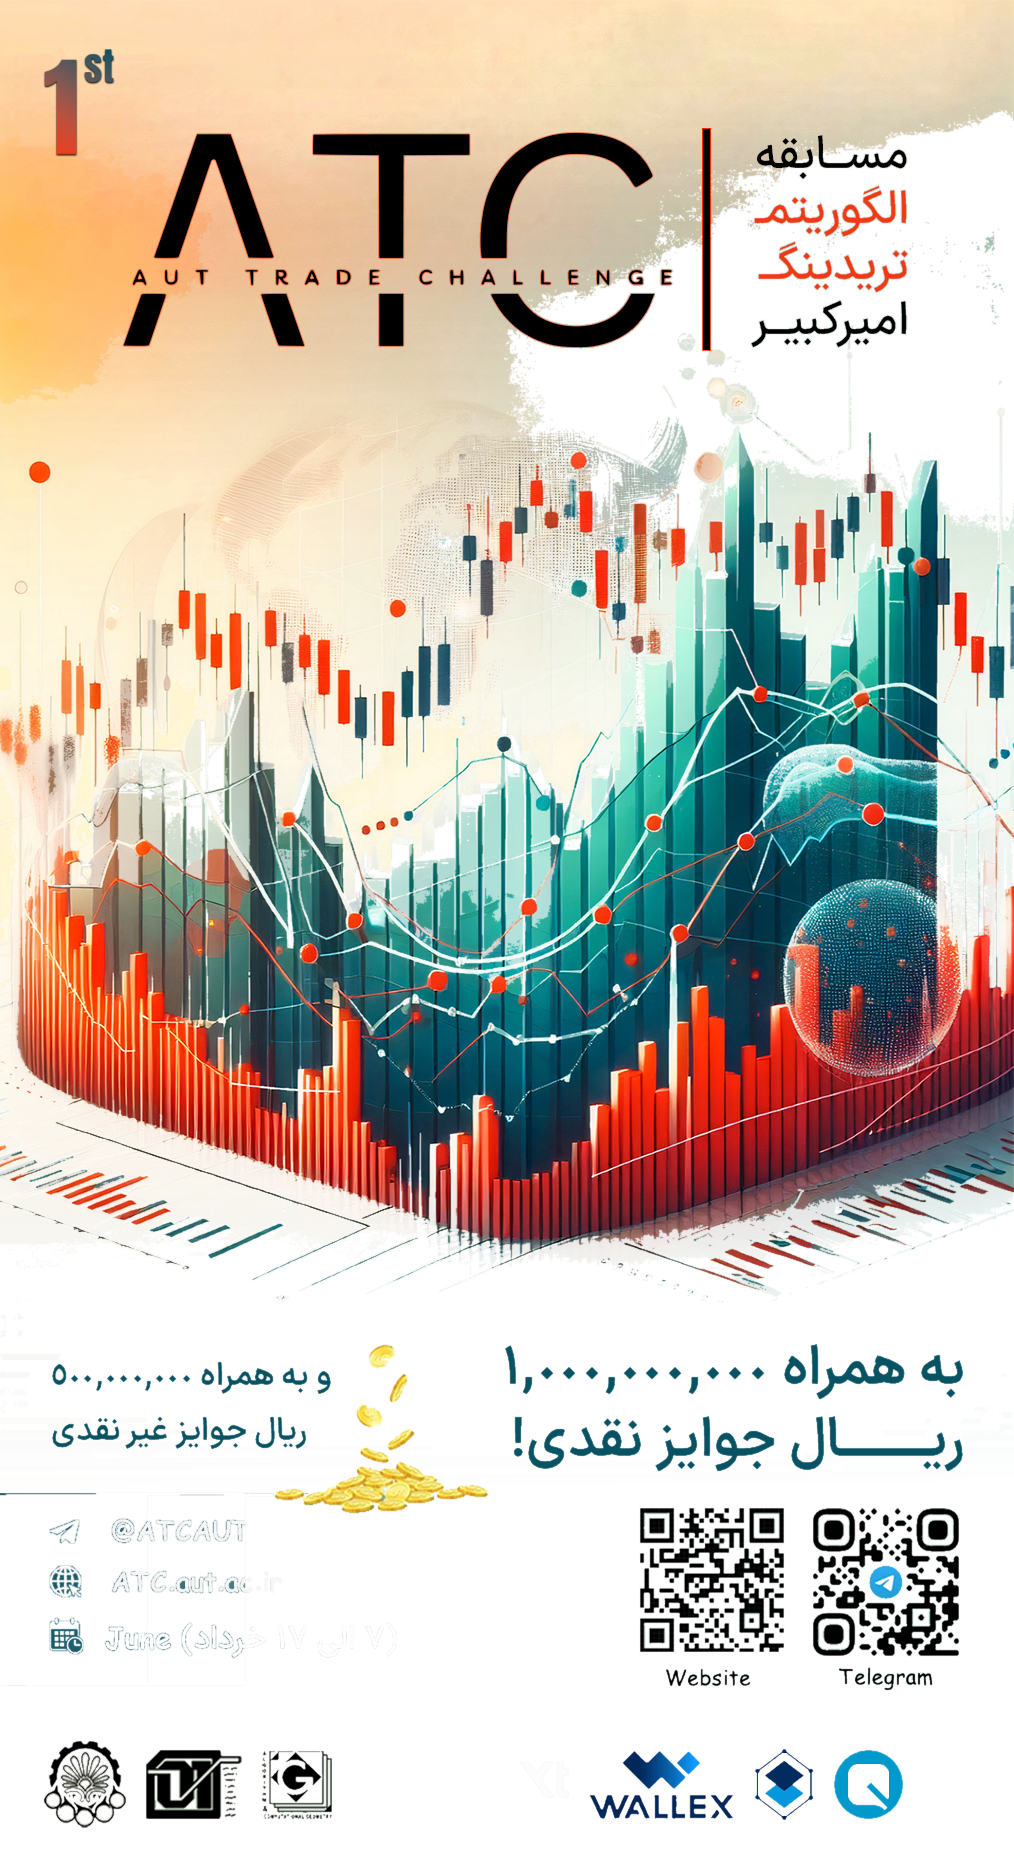 1st
ATC
AUT TRADE CHALLENGE
مسابقه
الگوریتم
تریدینگ
امیرکبیر
به همراه ۱,۰۰۰,۰۰۰,۰۰۰
ریال جوایز نقدی!
و به همراه ۵۰۰,۰۰۰,۰۰۰
ریال جوایز غیر نقدی
@ATCAUT
ATC.aut.ac.ir
June (۷ الی ۱۷ خرداد)
Website
Telegram
WALLEX